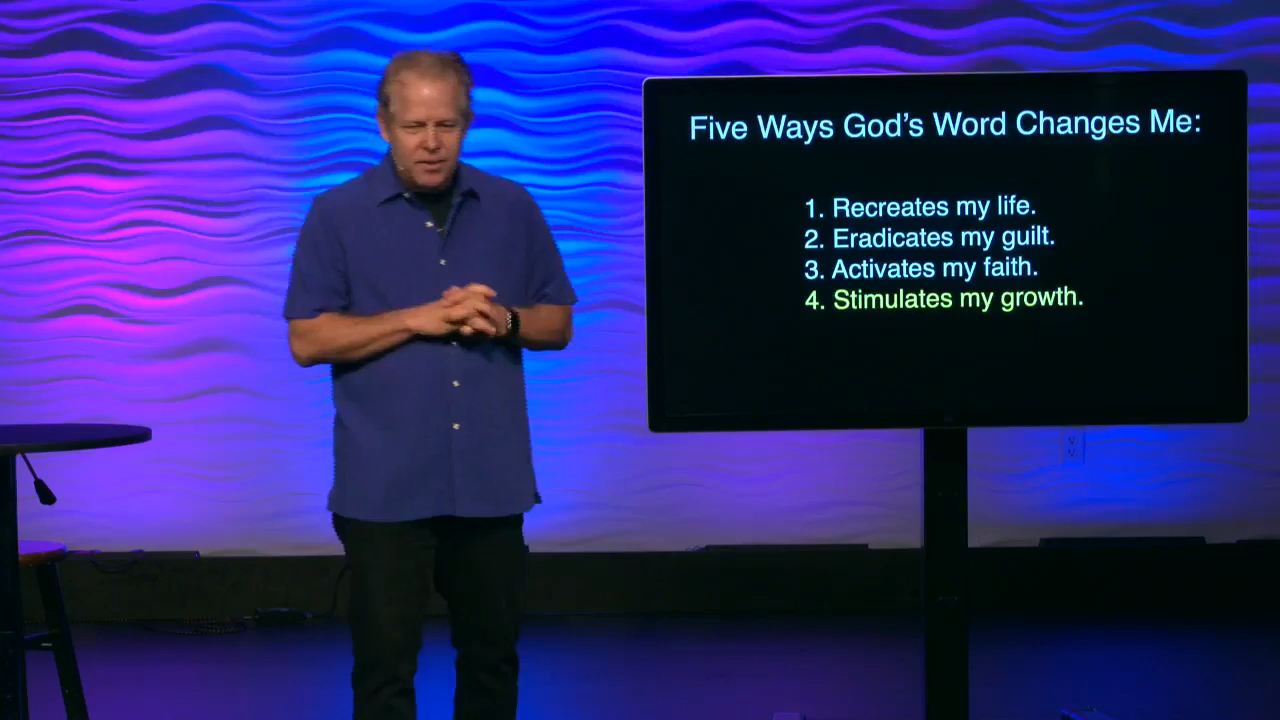 Five Ways God's Word Changes Me:
1. Recreates my life.
2. Eradicates my guilt.
3. Activates my faith.
4. Stimulates my growth.